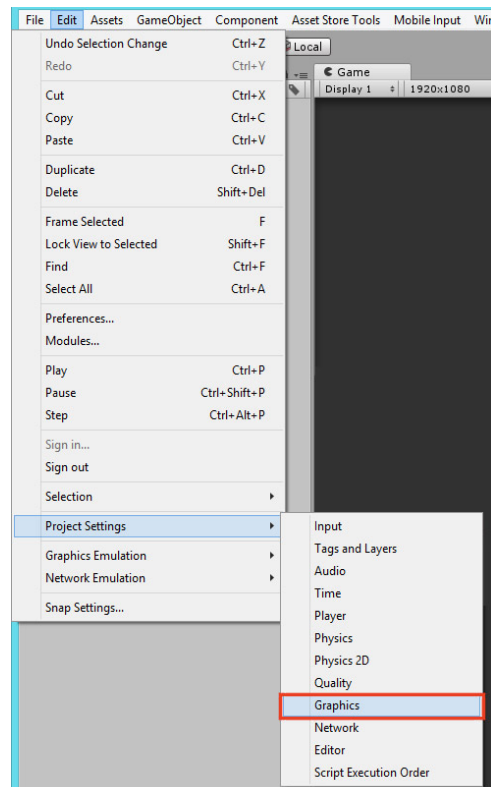 File Edit Assets GameObject Component Asset Store Tools Mobile Input
Undo Selection Change Ctrl+Z
Local
Redo Ctrl+Y
Game
Cut Ctrl+X
Display 1 1920x1080
Copy Ctrl+C
Paste Ctrl+V
Duplicate Ctrl+D
Delete Shift+Del
Frame Selected F
Lock View to Selected Shift+F
Find Ctrl+F
Select All Ctrl+A
Preferences...
Modules...
Play Ctrl+P
Pause Ctrl+Shift+P
Step Ctrl+Alt+P
Sign in...
Sign out
Selection
Project Settings
Graphics Emulation
Network Emulation
Snap Settings...
Input
Tags and Layers
Audio
Time
Player
Physics
Physics 2D
Quality
Graphics
Network
Editor
Script Execution Order